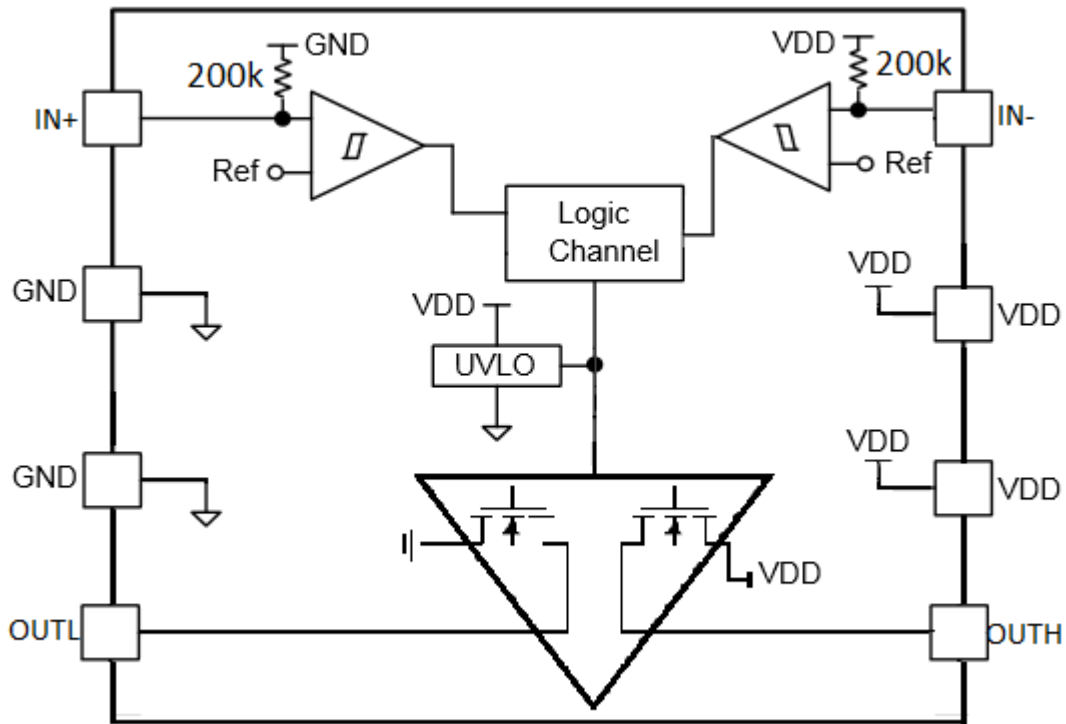 GND
VDD
200k
200k
IN+
IN-
Ref
Ref
Logic
Channel
GND
VDD
VDD
VDD
UVLO
GND
VDD
VDD
VDD
OUTL
OUTH